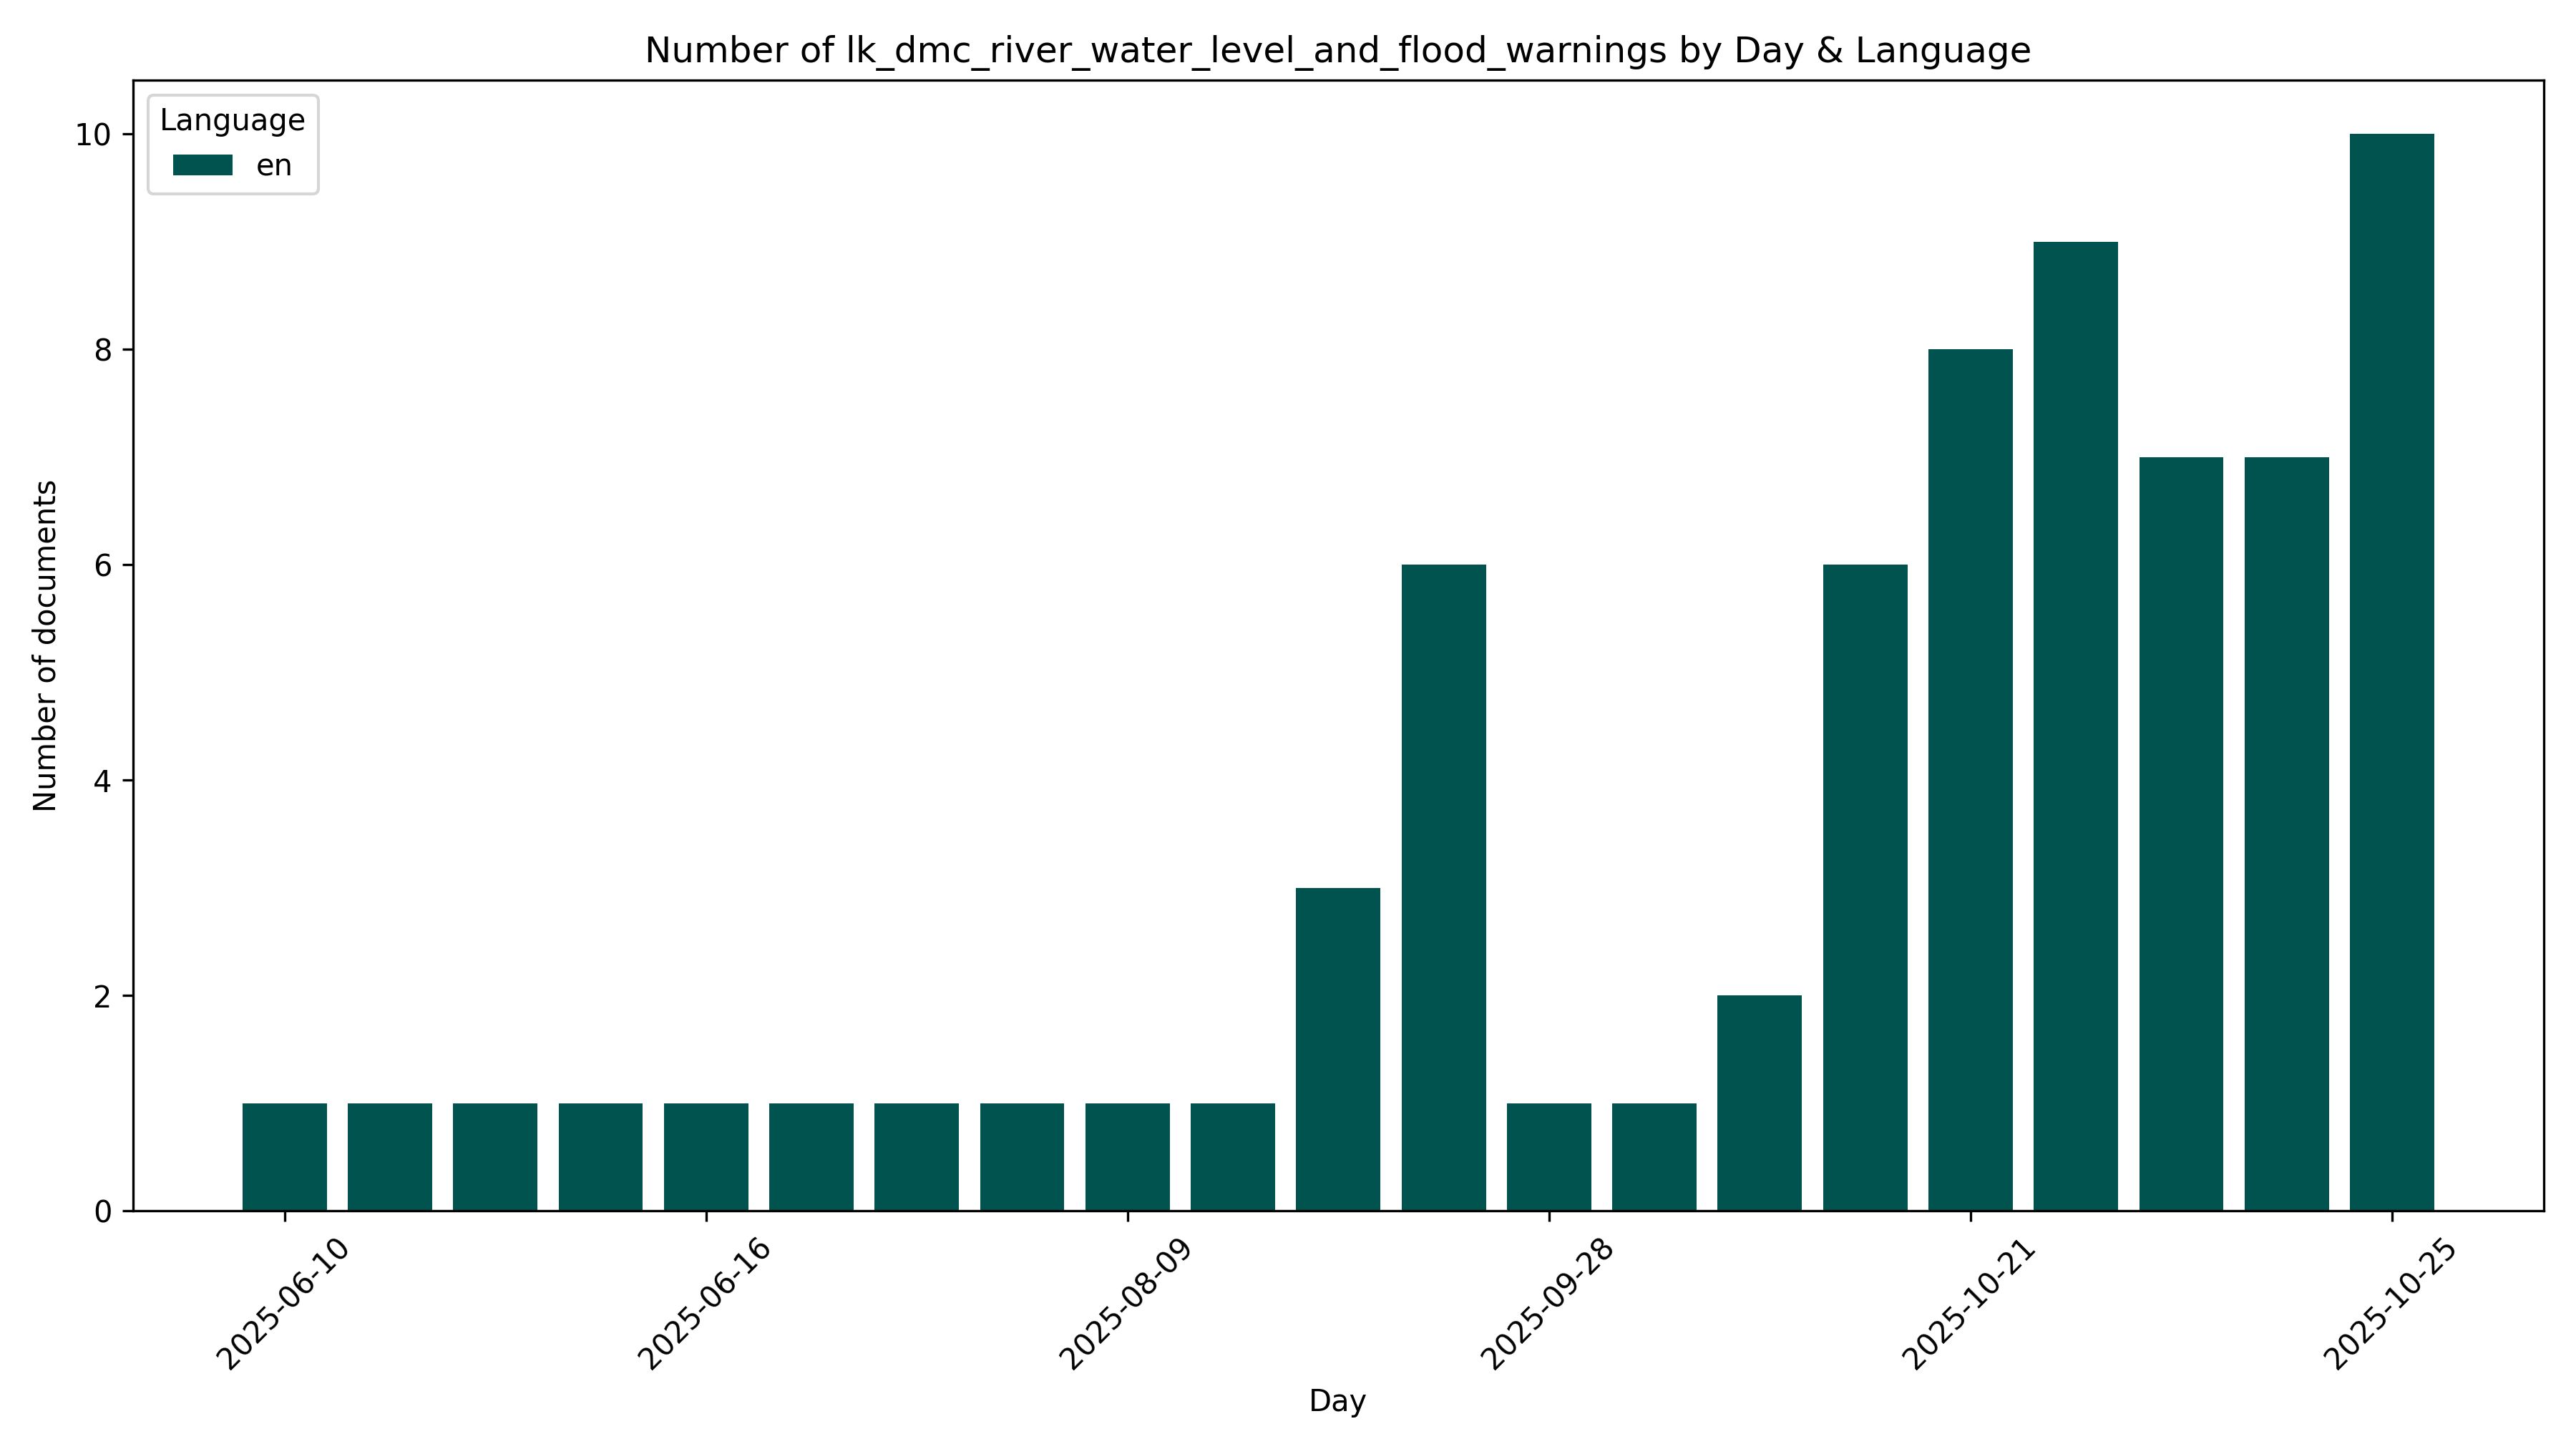 Number of lk_dmc_river_water_level_and_flood_warnings by Day & Language
Language
en
10
8
6
4
2
0
Number of documents
2025-06-10
2025-06-16
2025-08-09
2025-09-28
2025-10-21
2025-10-25
Day